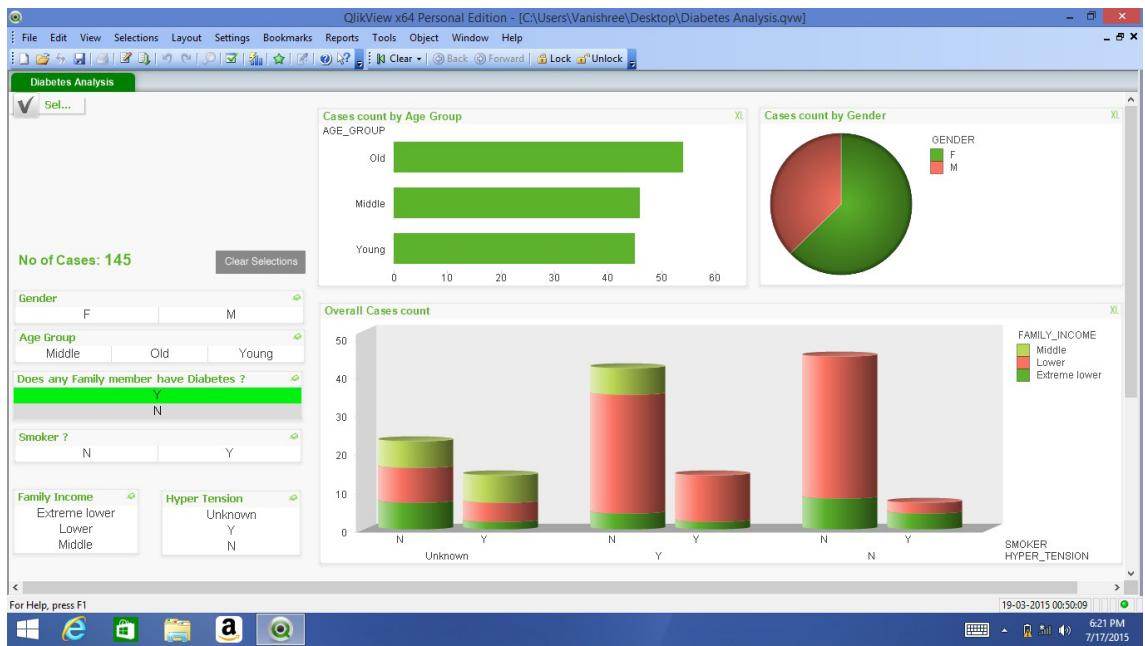 QlikView x64 Personal Edition - [C:\Users\Vanishree\Desktop\Diabetes Analysis.qvw]
File Edit View Selections Layout Settings Bookmarks Reports Tools Object Window Help
Clear Back Forward Lock Unlock
Diabetes Analysis
Sel...
No of Cases: 145
Clear Selections
Gender
F M
Age Group
Middle Old Young
Does any Family member have Diabetes ?
Y
N
Smoker ?
N Y
Family Income
Extreme lower
Lower
Middle
Hyper Tension
Unknown
Y
N
Cases count by Age Group XL
AGE_GROUP
Old
Middle
Young
0 10 20 30 40 50 60
Cases count by Gender XL
GENDER
F
M
Overall Cases count XL
50
40
30
20
10
0
N Y N Y N Y
SMOKER
Unknown Y N
HYPER_TENSION
FAMILY_INCOME
Middle
Lower
Extreme lower
For Help, press F1
19-03-2015 00:50:09
a
6:21 PM
7/17/2015